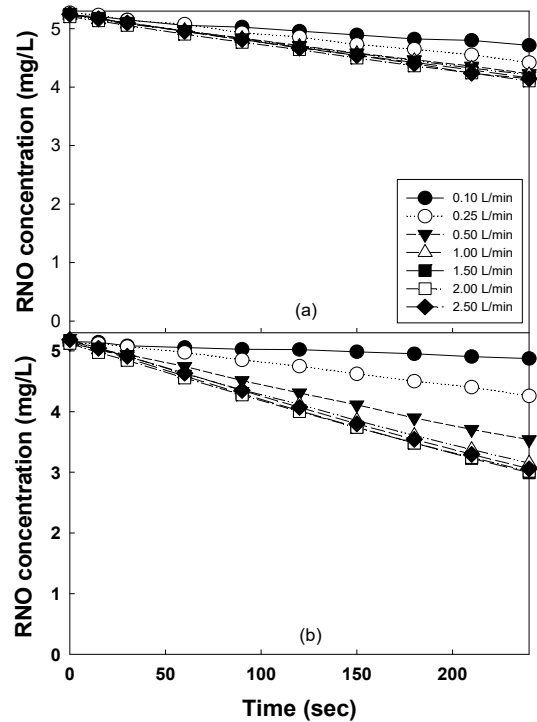 RNO concentration (mg/L)
5
4
3
2
1
0
0.10 L/min
0.25 L/min
0.50 L/min
1.00 L/min
1.50 L/min
2.00 L/min
2.50 L/min
(a)
RNO concentration (mg/L)
5
4
3
2
1
0
(b)
0 50 100 150 200
Time (sec)